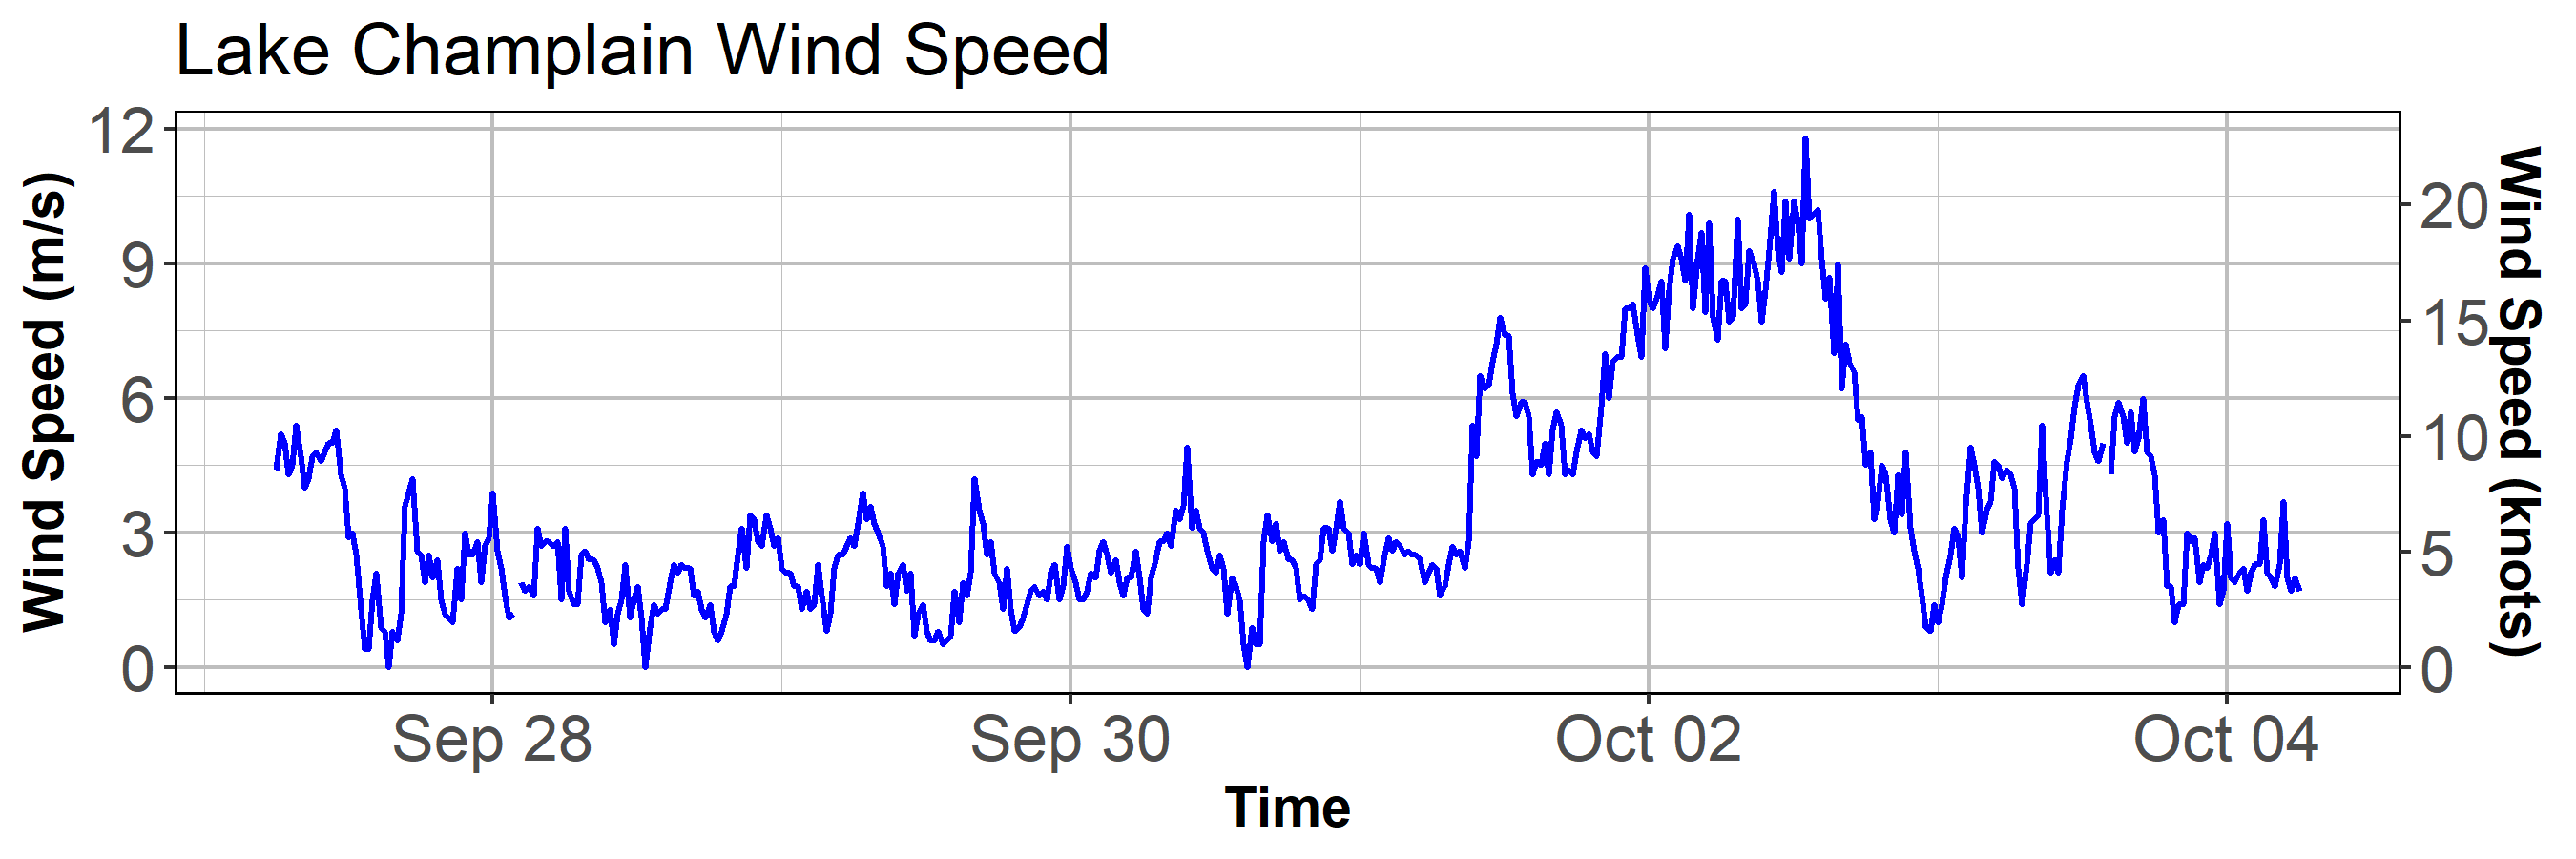 Lake Champlain Wind Speed
Wind Speed (m/s)
12
9
6
3
0
20
15
10
5
0
Wind Speed (knots)
Sep 28
Sep 30
Oct 02
Oct 04
Time